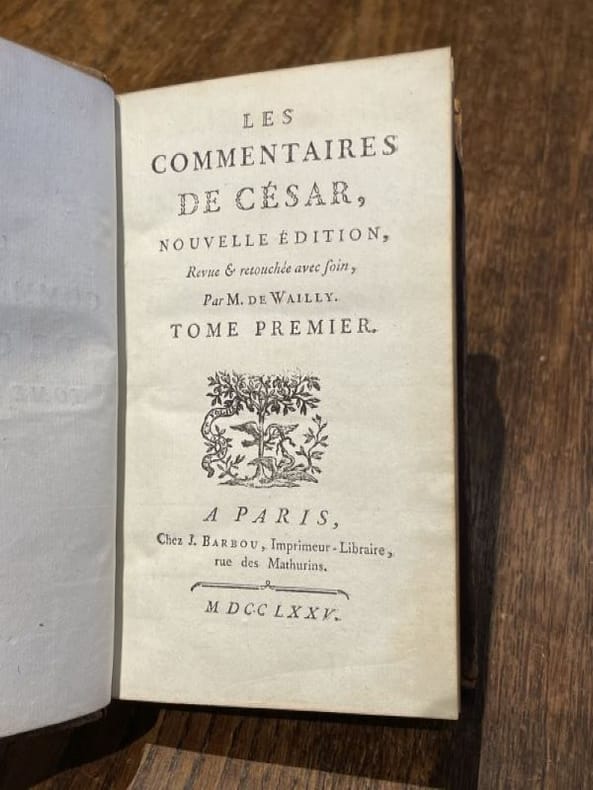 LES
COMMENTAIRES
DE CÉSAR,
NOUVELLE ÉDITION,
Revue & retouchée avec ſoin,
Par M. DE WAILLY.
TOME PREMIER.
A PARIS,
Chez J. BARBOU, Imprimeur-Libraire,
rue des Mathurins.
M DCC LXXV.